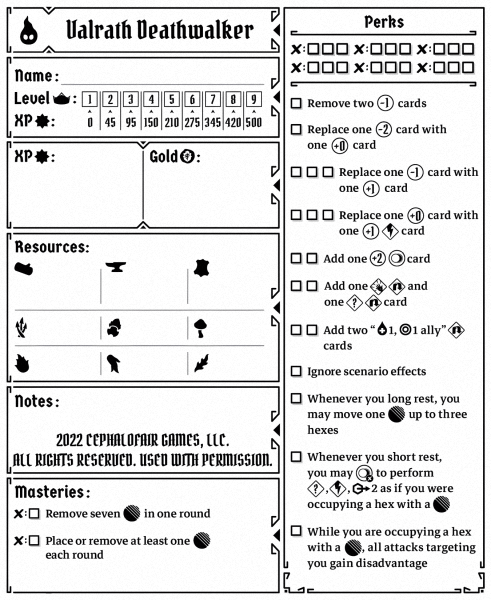 Valrath Deathwalker
Name:
Level :
1 2 3 4 5 6 7 8 9
XP :
0 45 95 150 210 275 345 420 500
XP :
Gold :
Resources:
Notes:
2022 CEPHALOFAIR GAMES, LLC.
ALL RIGHTS RESERVED. USED WITH PERMISSION.
Masteries:
Remove seven in one round
Place or remove at least one
each round
Perks
Remove two -1 cards
Replace one -2 card with
one +0 card
Replace one -1 card with
one +1 card
Replace one +0 card with
one +1 card
Add one +2 card
Add one and
one ? card
Add two “ 1, 1 ally”
cards
Ignore scenario effects
Whenever you long rest, you
may move one up to three
hexes
Whenever you short rest,
you may to perform
?, , 2 as if you were
occupying a hex with a
While you are occupying a hex
with a , all attacks targeting
you gain disadvantage